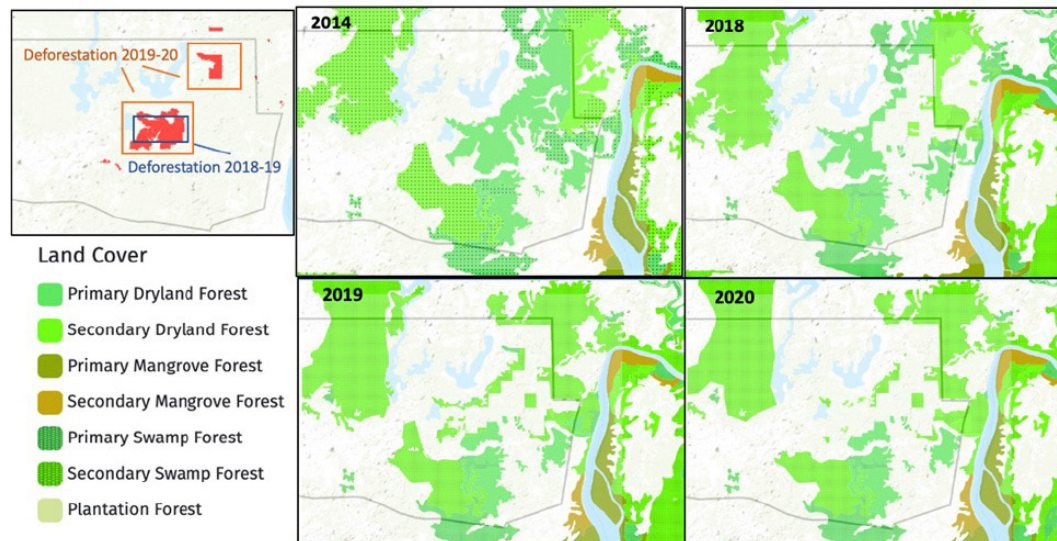 Deforestation 2019-20
Deforestation 2018-19
2014
2018
Land Cover
Primary Dryland Forest
Secondary Dryland Forest
Primary Mangrove Forest
Secondary Mangrove Forest
Primary Swamp Forest
Secondary Swamp Forest
Plantation Forest
2019
2020